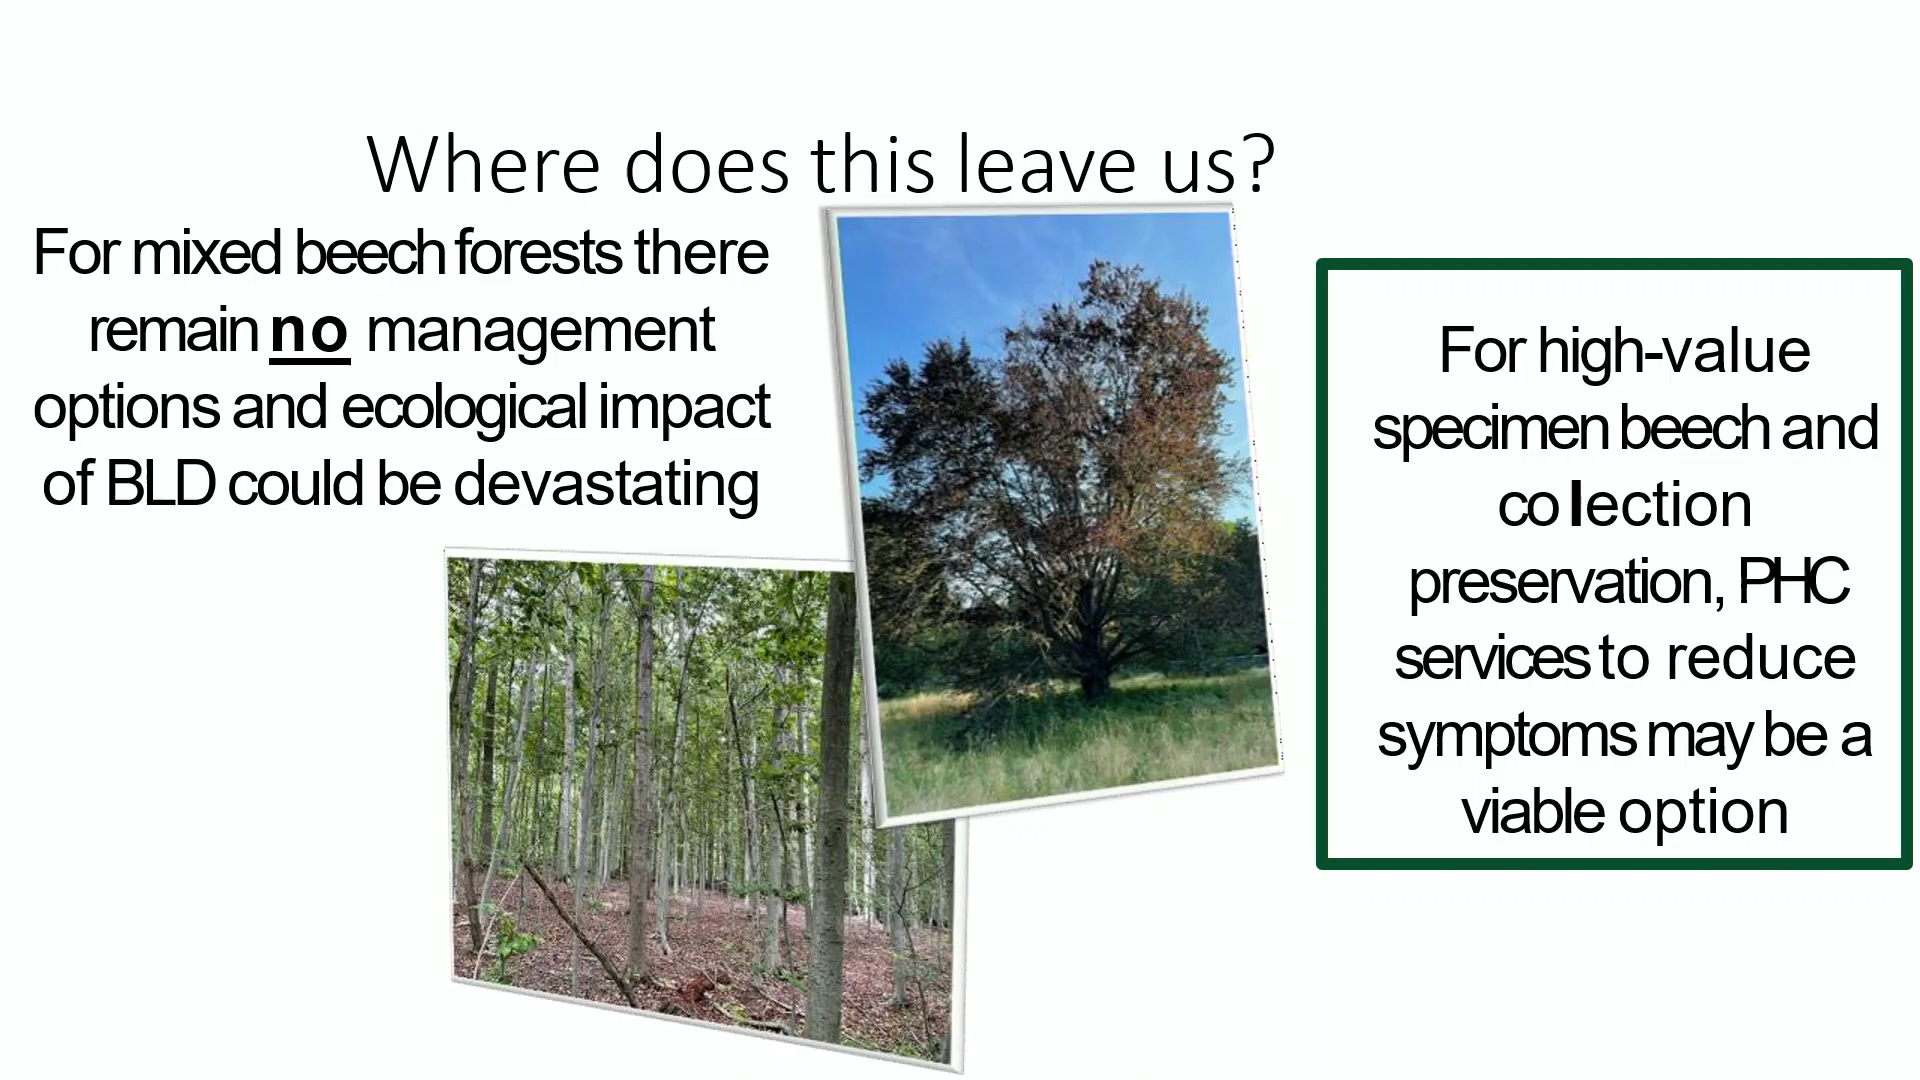 Where does this leave us?
For mixed beech forests there
remain no management
options and ecological impact
of BLD could be devastating
For high-value
specimen beech and
co lection
preservation, PHC
services to reduce
symptoms may be a
viable option